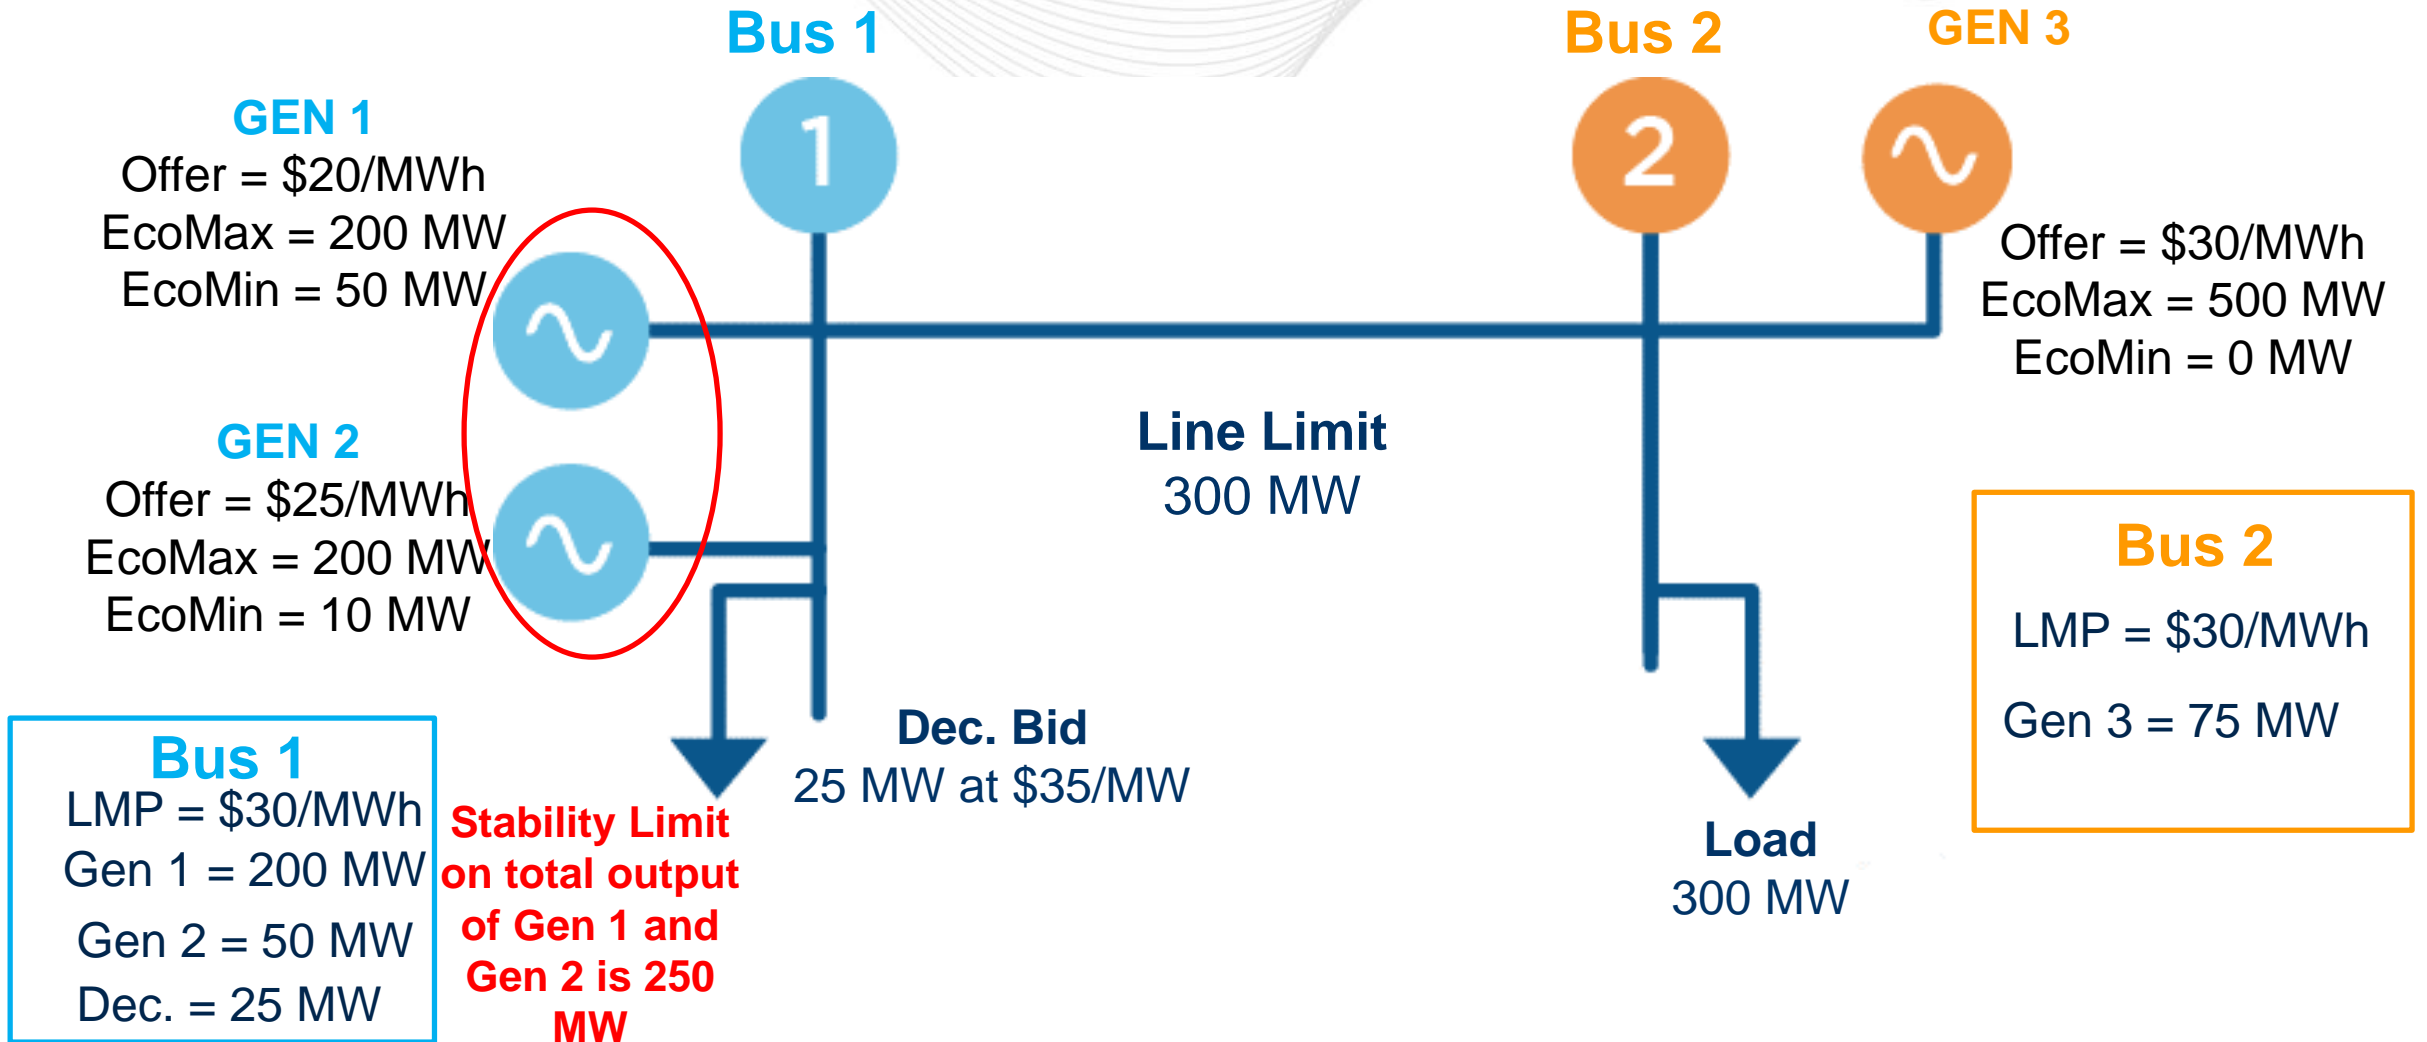 Bus 1
Bus 2
GEN 3
GEN 1
Offer = $20/MWh
EcoMax = 200 MW
EcoMin = 50 MW
1
2
Offer = $30/MWh
EcoMax = 500 MW
EcoMin = 0 MW
GEN 2
Offer = $25/MWh
EcoMax = 200 MW
EcoMin = 10 MW
Line Limit
300 MW
Bus 2
LMP = $30/MWh
Gen 3 = 75 MW
Bus 1
LMP = $30/MWh
Gen 1 = 200 MW
Gen 2 = 50 MW
Dec. = 25 MW
Stability Limit
on total output
of Gen 1 and
Gen 2 is 250
MW
Dec. Bid
25 MW at $35/MW
Load
300 MW